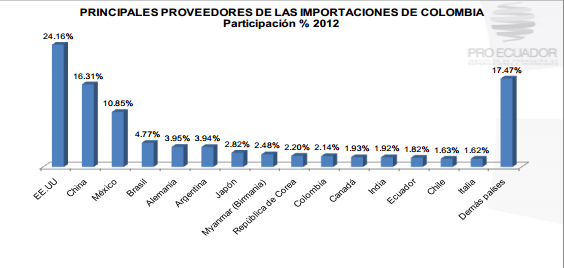 PRINCIPALES PROVEEDORES DE LAS IMPORTACIONES DE COLOMBIA
Participación % 2012
PRO ECUADOR
24.16%
16.31%
10.85%
4.77%
3.95%
3.94%
2.82%
2.48%
2.20%
2.14%
1.93%
1.92%
1.82%
1.63%
1.62%
17.47%
EE UU
China
México
Brasil
Alemania
Argentina
Japón
Myanmar (Birmania)
República de Corea
Colombia
Canadá
India
Ecuador
Chile
Italia
Demás países